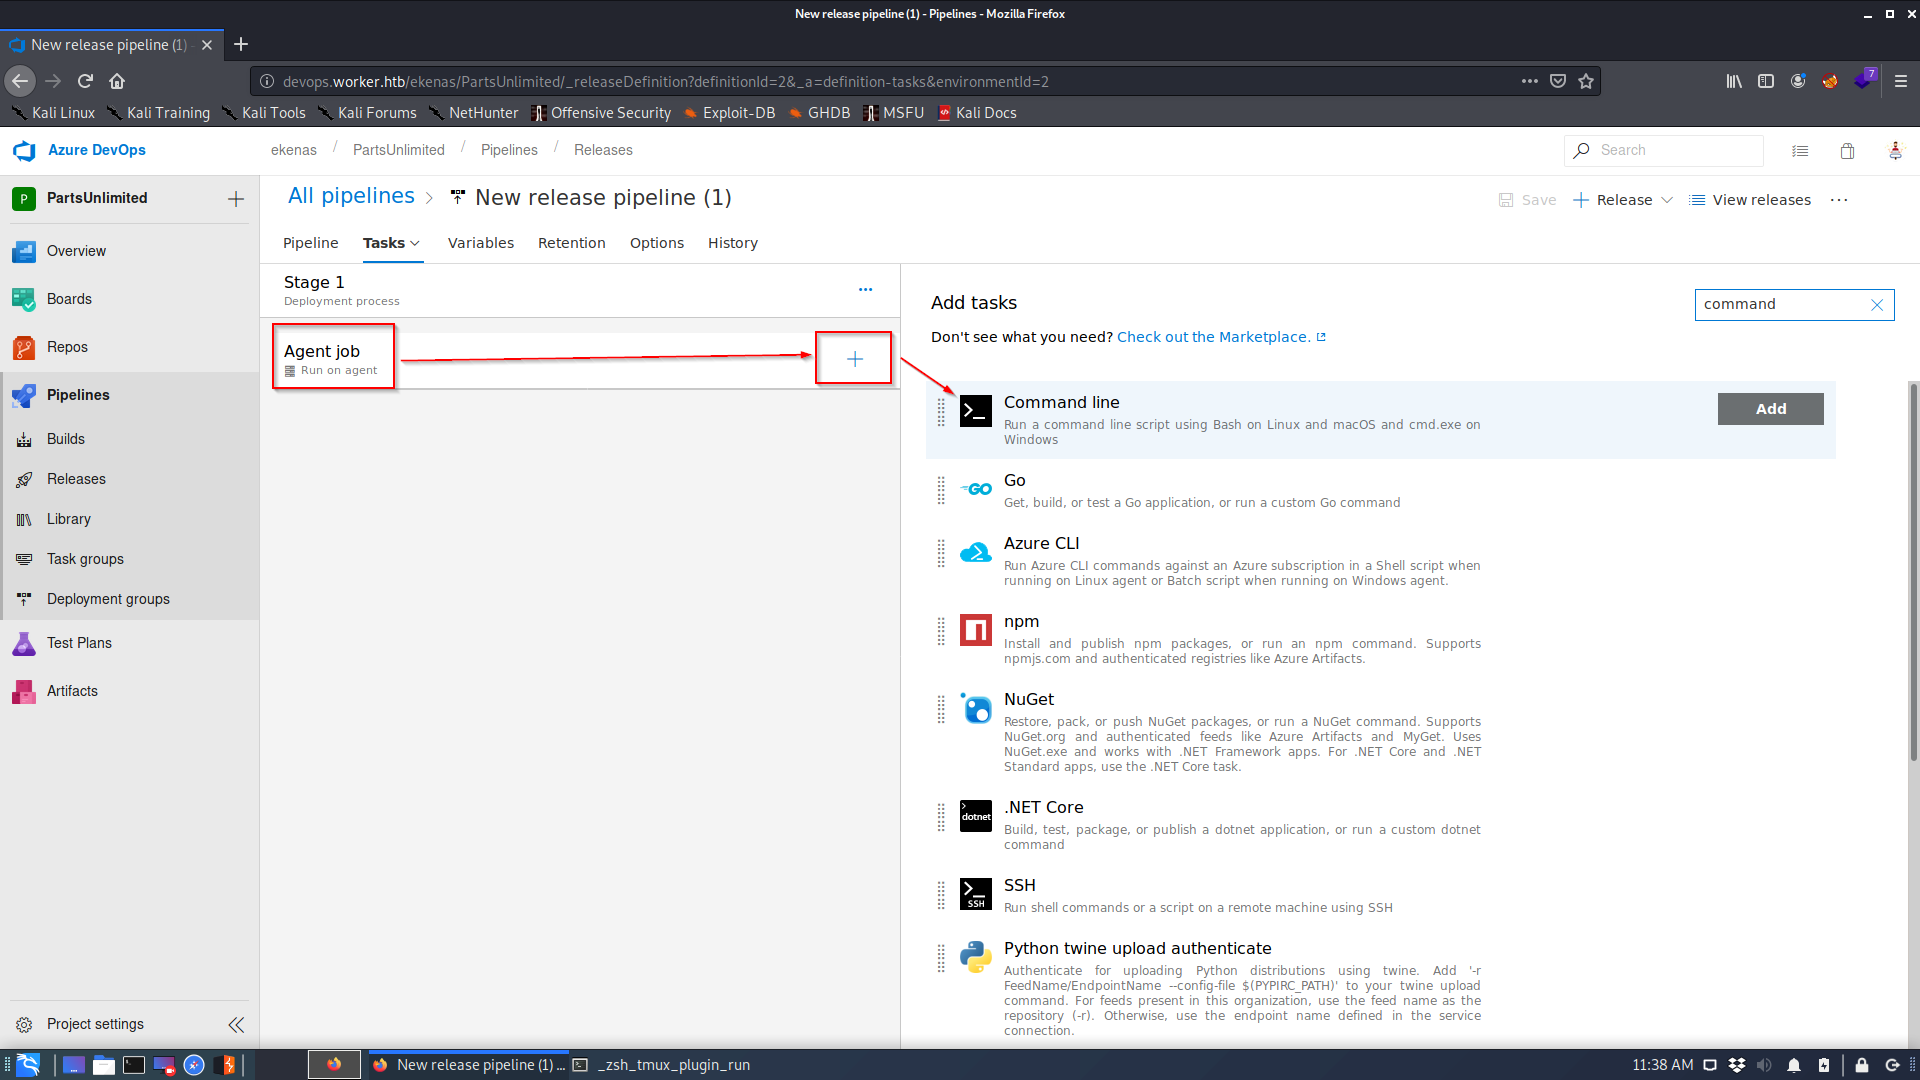 New release pipeline (1) - Pipelines - Mozilla Firefox
New release pipeline (1) -
devops.worker.htb/ekenas/PartsUnlimited/_releaseDefinition?definitionId=2&_a=definition-tasks&environmentId=2
7
Kali Linux Kali Training Kali Tools Kali Forums NetHunter Offensive Security Exploit-DB GHDB MSFU Kali Docs
Azure DevOps
ekenas / PartsUnlimited / Pipelines / Releases
Search
P PartsUnlimited
Overview
Boards
Repos
Pipelines
Builds
Releases
Library
Task groups
Deployment groups
Test Plans
Artifacts
Project settings
All pipelines > New release pipeline (1)
Save
Release
View releases
Pipeline Tasks Variables Retention Options History
Stage 1
Deployment process
Agent job
Run on agent
Add tasks
command
Don't see what you need? Check out the Marketplace.
Command line
Run a command line script using Bash on Linux and macOS and cmd.exe on
Windows
Add
GO
Go
Get, build, or test a Go application, or run a custom Go command
Azure CLI
Run Azure CLI commands against an Azure subscription in a Shell script when
running on Linux agent or Batch script when running on Windows agent.
npm
Install and publish npm packages, or run an npm command. Supports
npmjs.com and authenticated registries like Azure Artifacts.
NuGet
Restore, pack, or push NuGet packages, or run a NuGet command. Supports
NuGet.org and authenticated feeds like Azure Artifacts and MyGet. Uses
NuGet.exe and works with .NET Framework apps. For .NET Core and .NET
Standard apps, use the .NET Core task.
dotnet
.NET Core
Build, test, package, or publish a dotnet application, or run a custom dotnet
command
SSH
SSH
Run shell commands or a script on a remote machine using SSH
Python twine upload authenticate
Authenticate for uploading Python distributions using twine. Add '-r
FeedName/EndpointName --config-file $(PYPIRC_PATH)' to your twine upload
command. For feeds present in this organization, use the feed name as the
repository (-r). Otherwise, use the endpoint name defined in the service
connection.
New release pipeline (1) ...
_zsh_tmux_plugin_run
11:38 AM